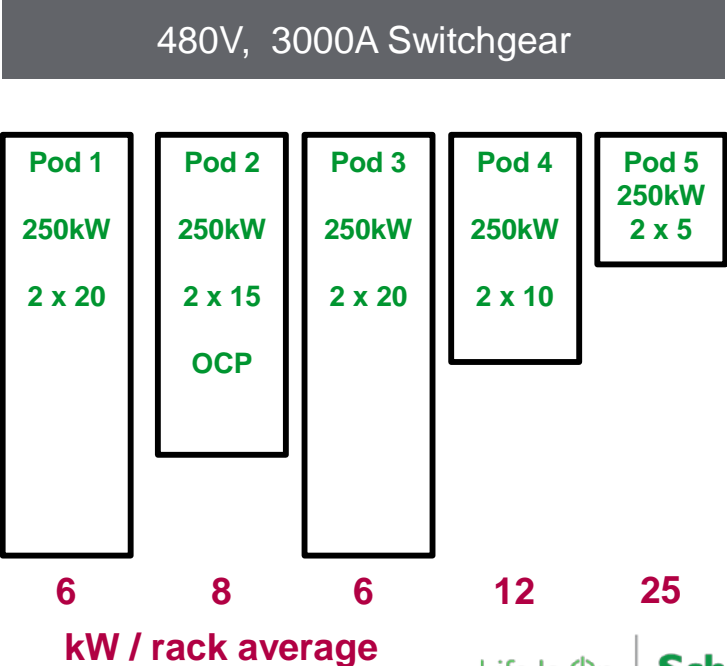 480V, 3000A Switchgear
Pod 1
250kW
2 x 20
Pod 2
250kW
2 x 15
OCP
Pod 3
250kW
2 x 20
Pod 4
250kW
2 x 10
Pod 5
250kW
2 x 5
6 8 6 12 25
kW / rack average